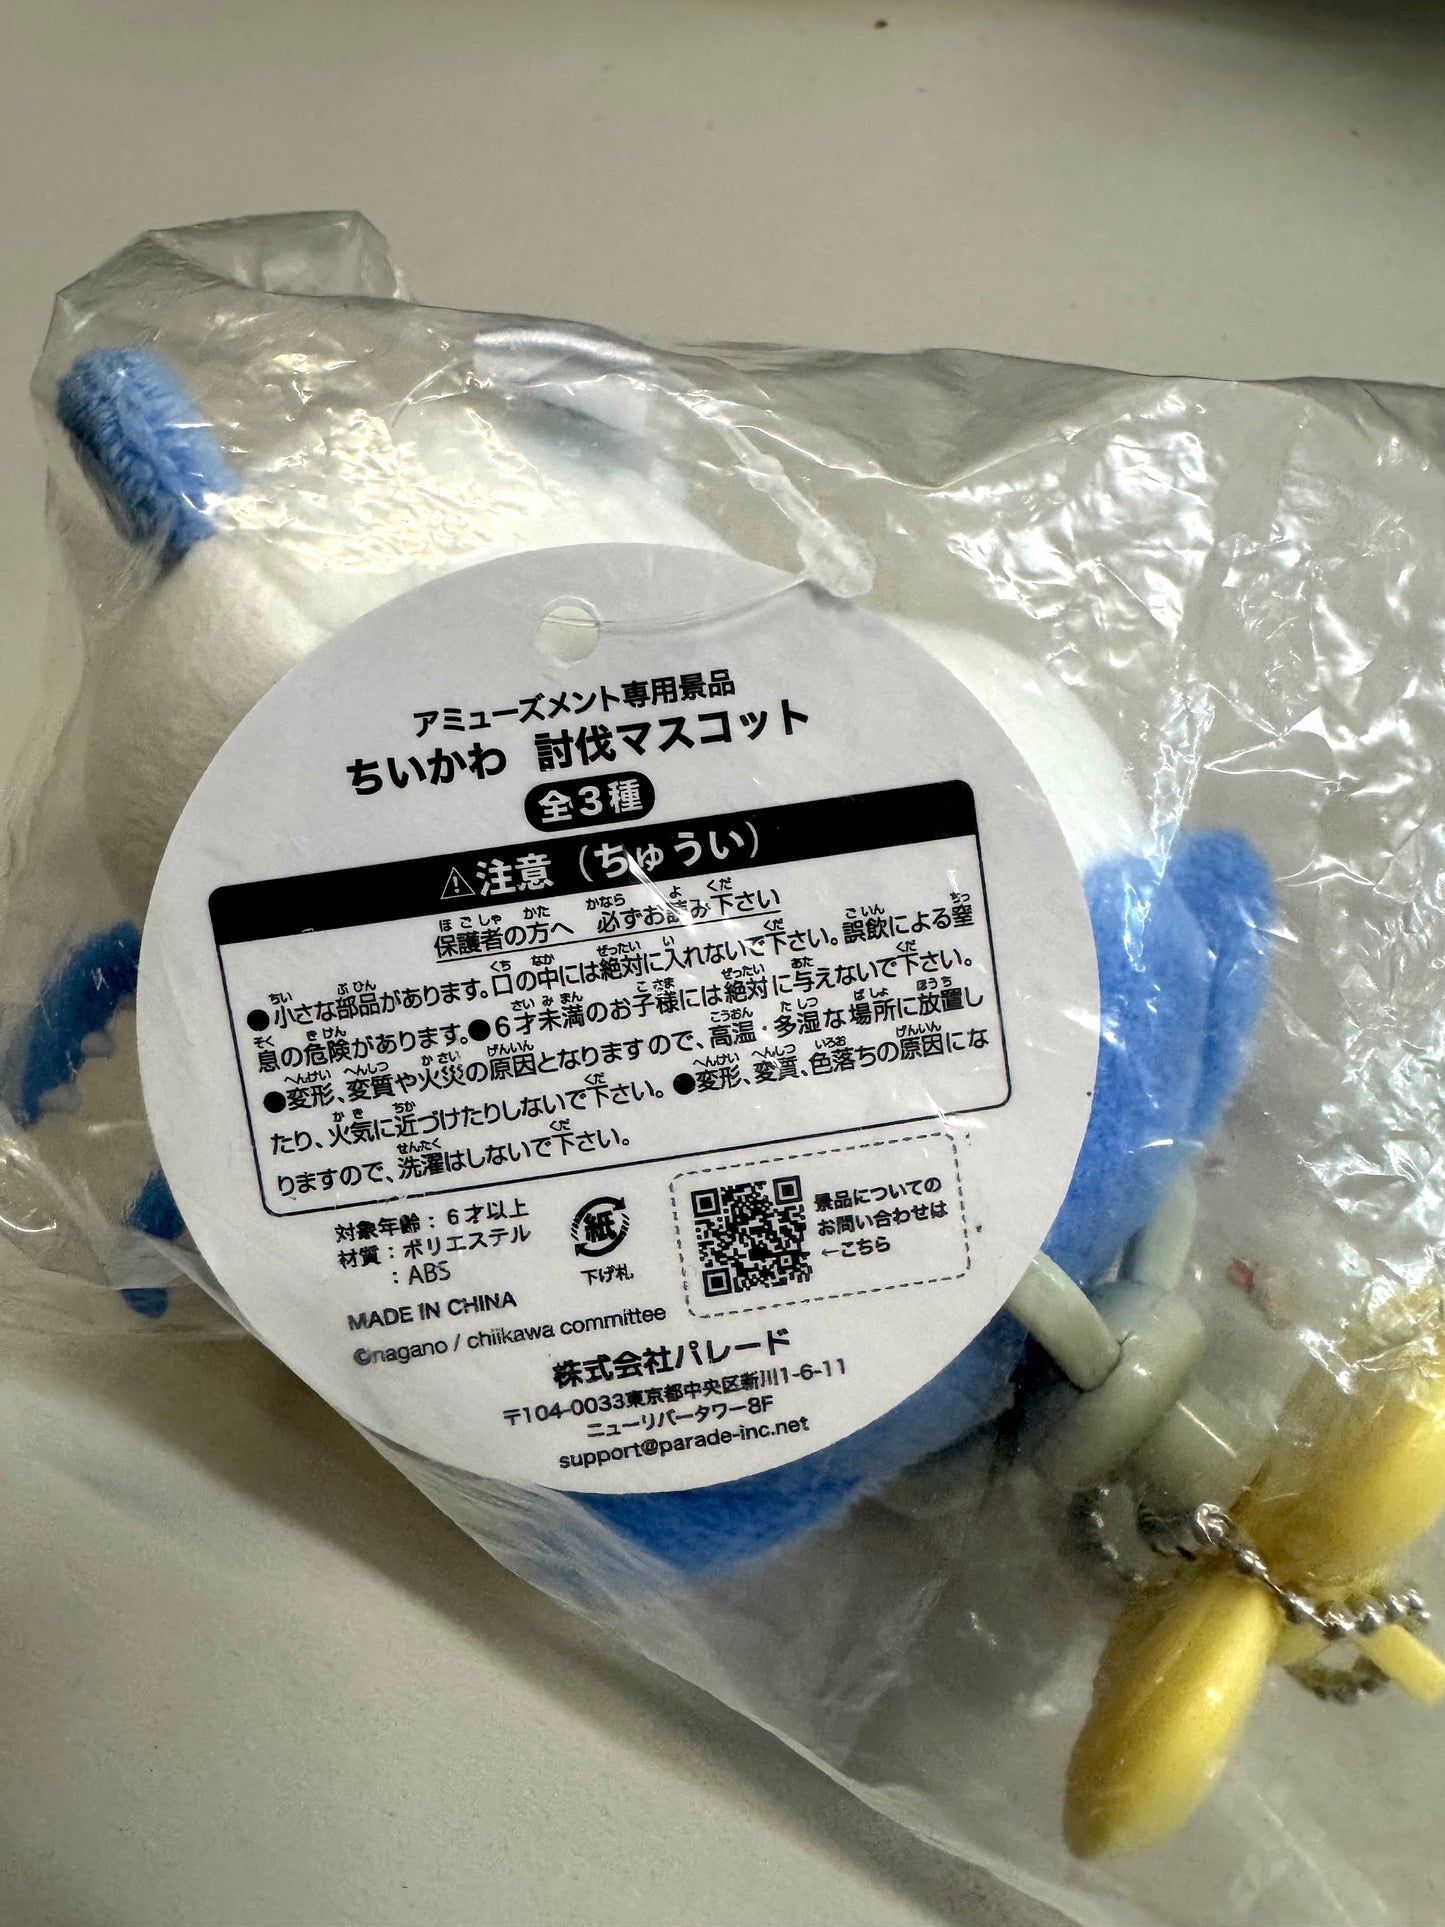 アミューズメント専用景品
ちいかわ 討伐マスコット
全3種
⚠注意（ちゅうい）
保護者の方へ 必ずお読み下さい
●小さな部品があります。口の中には絶対に入れないで下さい。誤飲による窒
息の危険があります。●6才未満のお子様には絶対に与えないで下さい。
●変形、変質や火災の原因となりますので、高温・多湿な場所に放置し
たり、火気に近づけたりしないで下さい。●変形、変質、色落ちの原因にな
りますので、洗濯はしないで下さい。
対象年齢：6才以上
材質：ポリエステル
：ABS
紙
下げ札
景品についての
お問い合わせは
←こちら
MADE IN CHINA
©nagano / chiikawa committee
株式会社パレード
〒104-0033東京都中央区新川1-6-11
ニューリバータワー8F
support@parade-inc.net